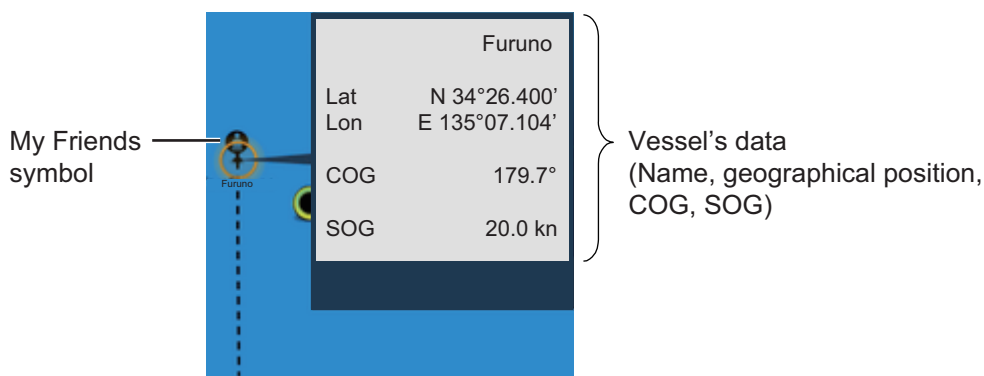 My Friends
symbol
Furuno
Furuno
Lat N 34°26.400’
Lon E 135°07.104’
COG 179.7°
SOG 20.0 kn
Vessel’s data
(Name, geographical position,
COG, SOG)